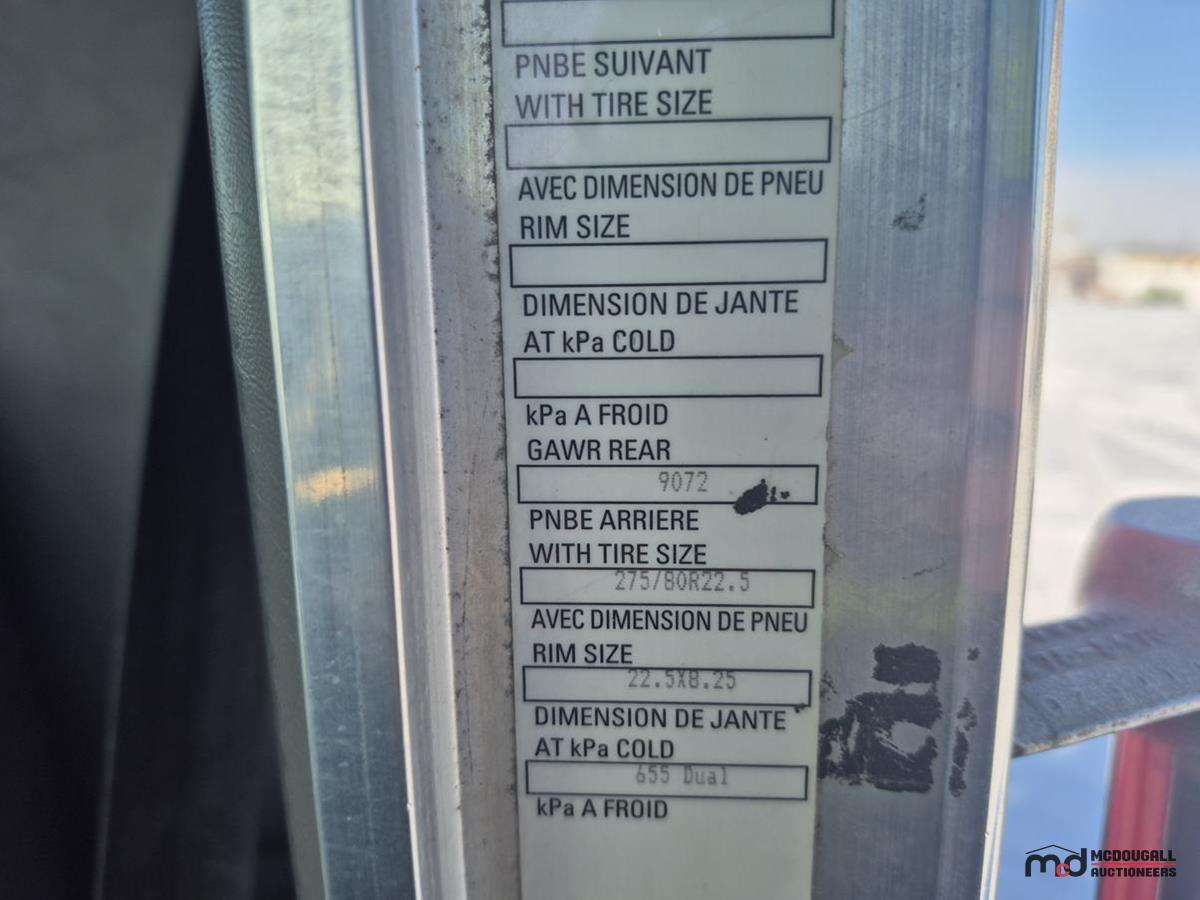 PNBE SUIVANT
WITH TIRE SIZE
AVEC DIMENSION DE PNEU
RIM SIZE
DIMENSION DE JANTE
AT kPa COLD
kPa A FROID
GAWR REAR
9072
PNBE ARRIERE
WITH TIRE SIZE
275/80R22.5
AVEC DIMENSION DE PNEU
RIM SIZE
22.5X8.25
DIMENSION DE JANTE
AT kPa COLD
655 Dual
kPa A FROID
mcd MCDOUGALL
AUCTIONEERS